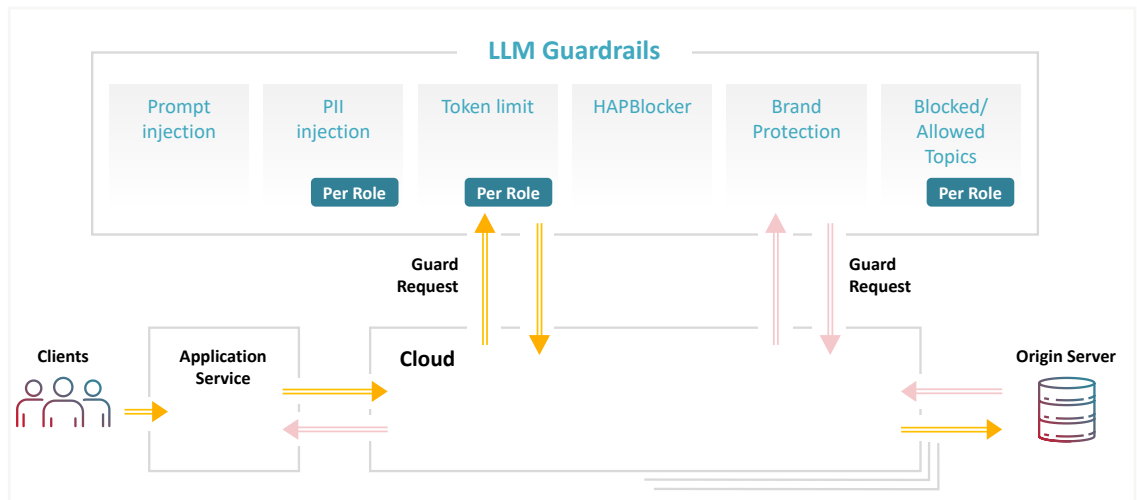 LLM Guardrails
Prompt
injection
PII
injection
Per Role
Token limit
Per Role
HAPBlocker
Brand
Protection
Blocked/
Allowed
Topics
Per Role
Guard
Request
Guard
Request
Clients
Application
Service
Cloud
Origin Server